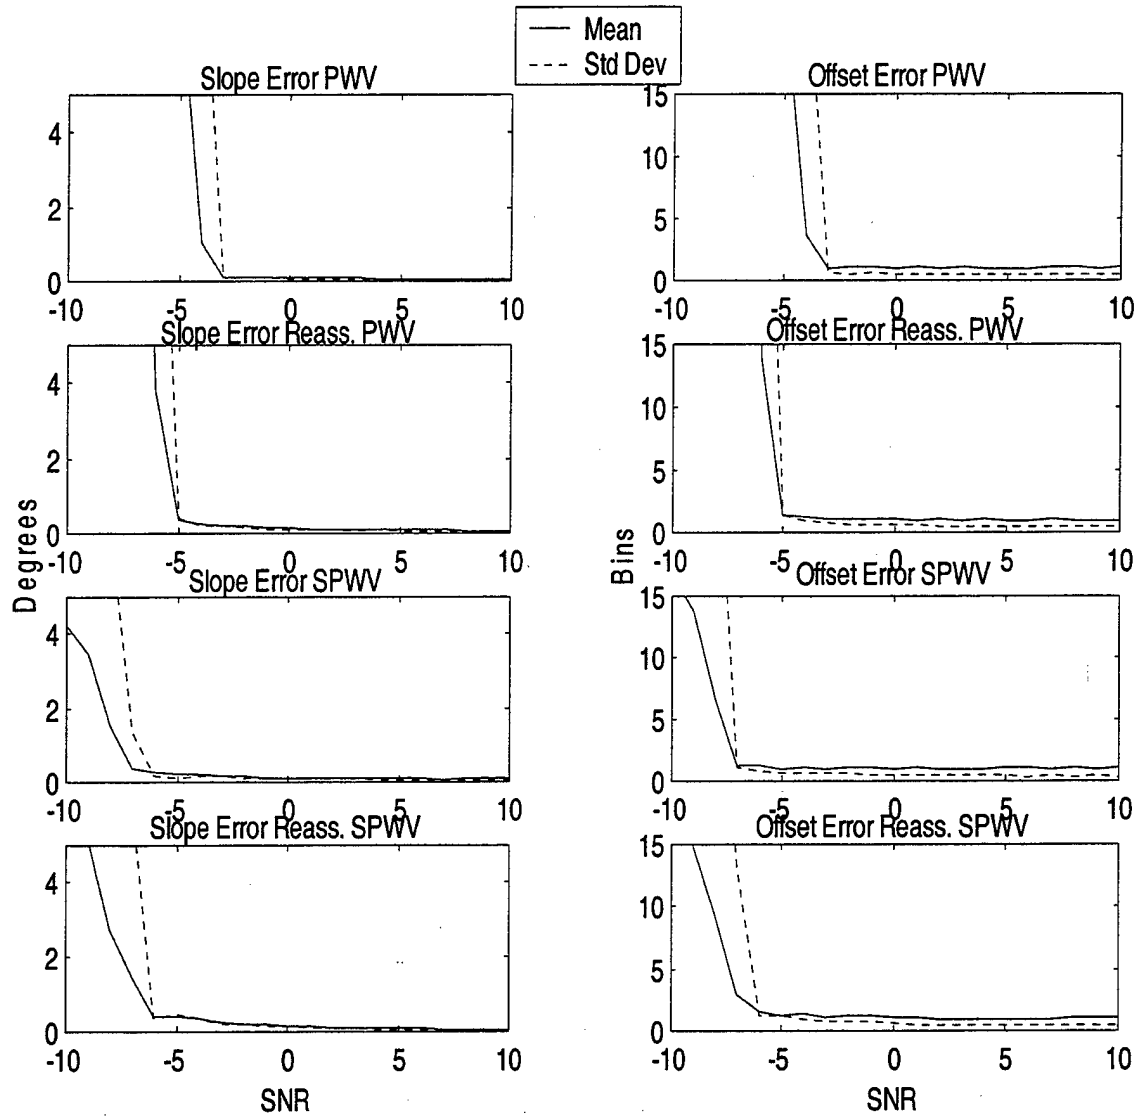 Mean
Std Dev
Slope Error PWV
4
2
0
-10 -5 0 5 10
Offset Error PWV
15
10
5
0
-10 -5 0 5 10
Slope Error Reass. PWV
4
2
0
-10 -5 0 5 10
Offset Error Reass. PWV
15
10
5
0
-10 -5 0 5 10
Degrees
Bins
Slope Error SPWV
4
2
0
-10 -5 0 5 10
Offset Error SPWV
15
10
5
0
-10 -5 0 5 10
Slope Error Reass. SPWV
4
2
0
-10 -5 0 5 10
SNR
Offset Error Reass. SPWV
15
10
5
0
-10 -5 0 5 10
SNR